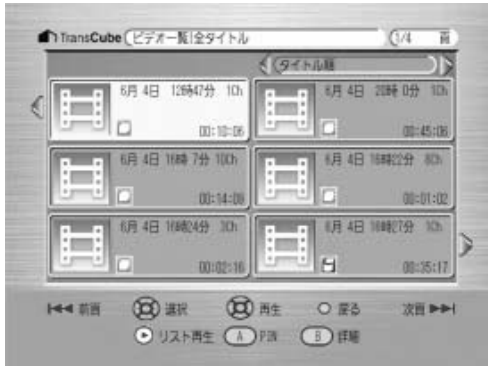 TransCube ビデオ一覧|全タイトル 1/4 頁
タイトル順
6月 4日 12時47分 1Ch
00:10:06
6月 4日 20時 0分 1Ch
00:45:06
6月 4日 16時 7分 10Ch
00:14:09
6月 4日 16時22分 8Ch
00:01:02
6月 4日 16時24分 3Ch
00:02:16
6月 4日 16時27分 1Ch
00:35:17
前頁 選択 再生 戻る 次頁
リスト再生 A PIN B 詳細